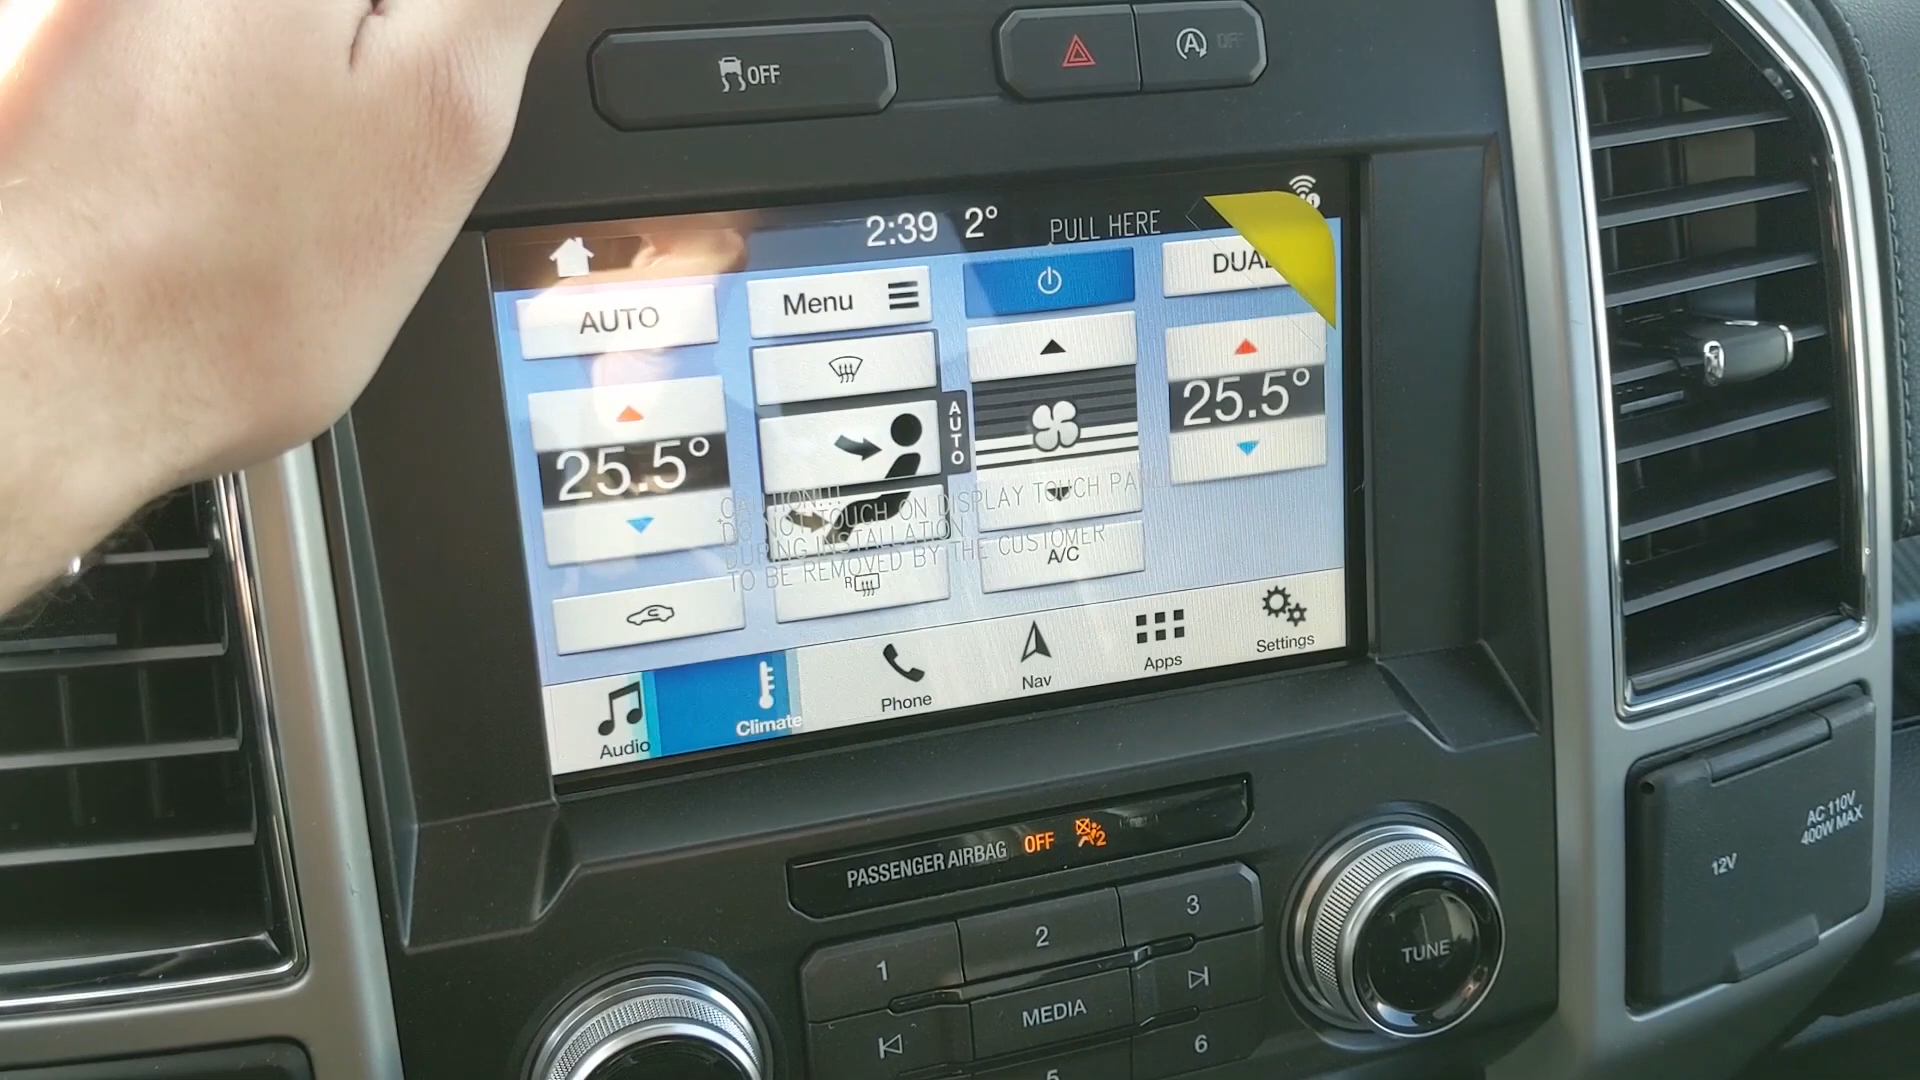 OFF
A OFF
2:39 2° PULL HERE
AUTO
Menu
DUAL
AUTO
25.5°
25.5°
CAUTION!!!
DO NOT TOUCH ON DISPLAY TOUCH PANEL
DURING INSTALLATION
TO BE REMOVED BY THE CUSTOMER
R
A/C
Audio
Climate
Phone
Nav
Apps
Settings
PASSENGER AIRBAG OFF 2
1
2
3
MEDIA
5
6
TUNE
12V
AC 110V
400W MAX